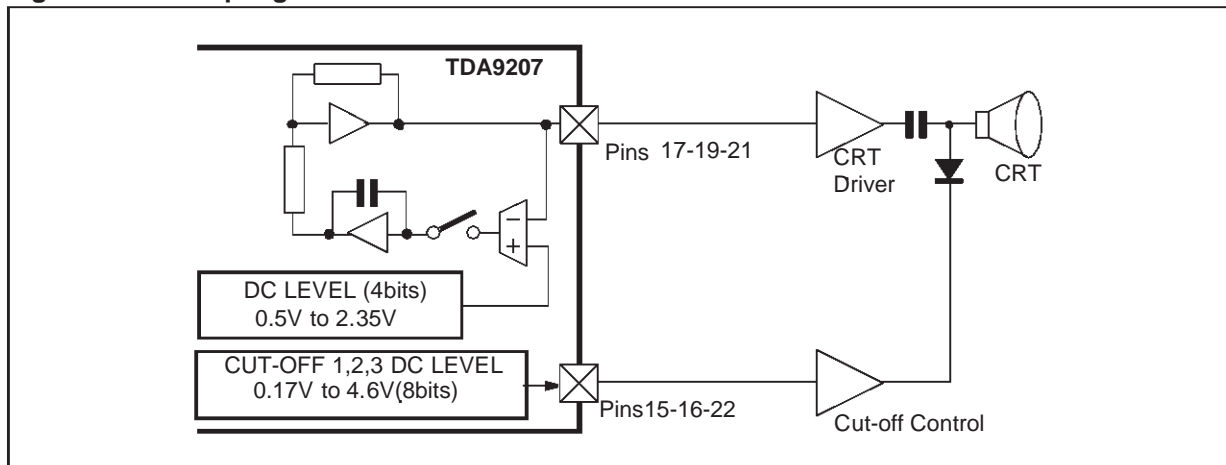 TDA9207
Pins 17-19-21
CRT
Driver
CRT
DC LEVEL (4bits)
0.5V to 2.35V
CUT-OFF 1,2,3 DC LEVEL
0.17V to 4.6V(8bits)
Pins15-16-22
Cut-off Control